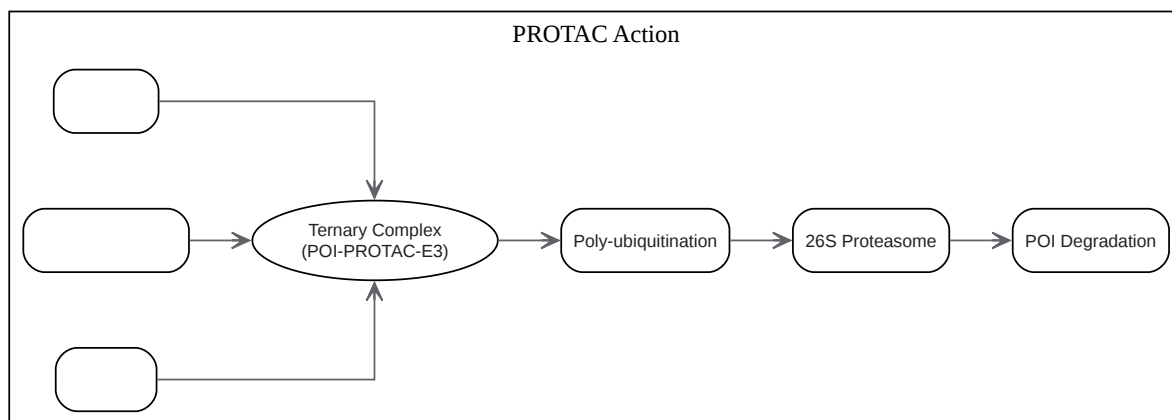 PROTAC Action
Ternary Complex
(POI-PROTAC-E3)
Poly-ubiquitination
26S Proteasome
POI Degradation